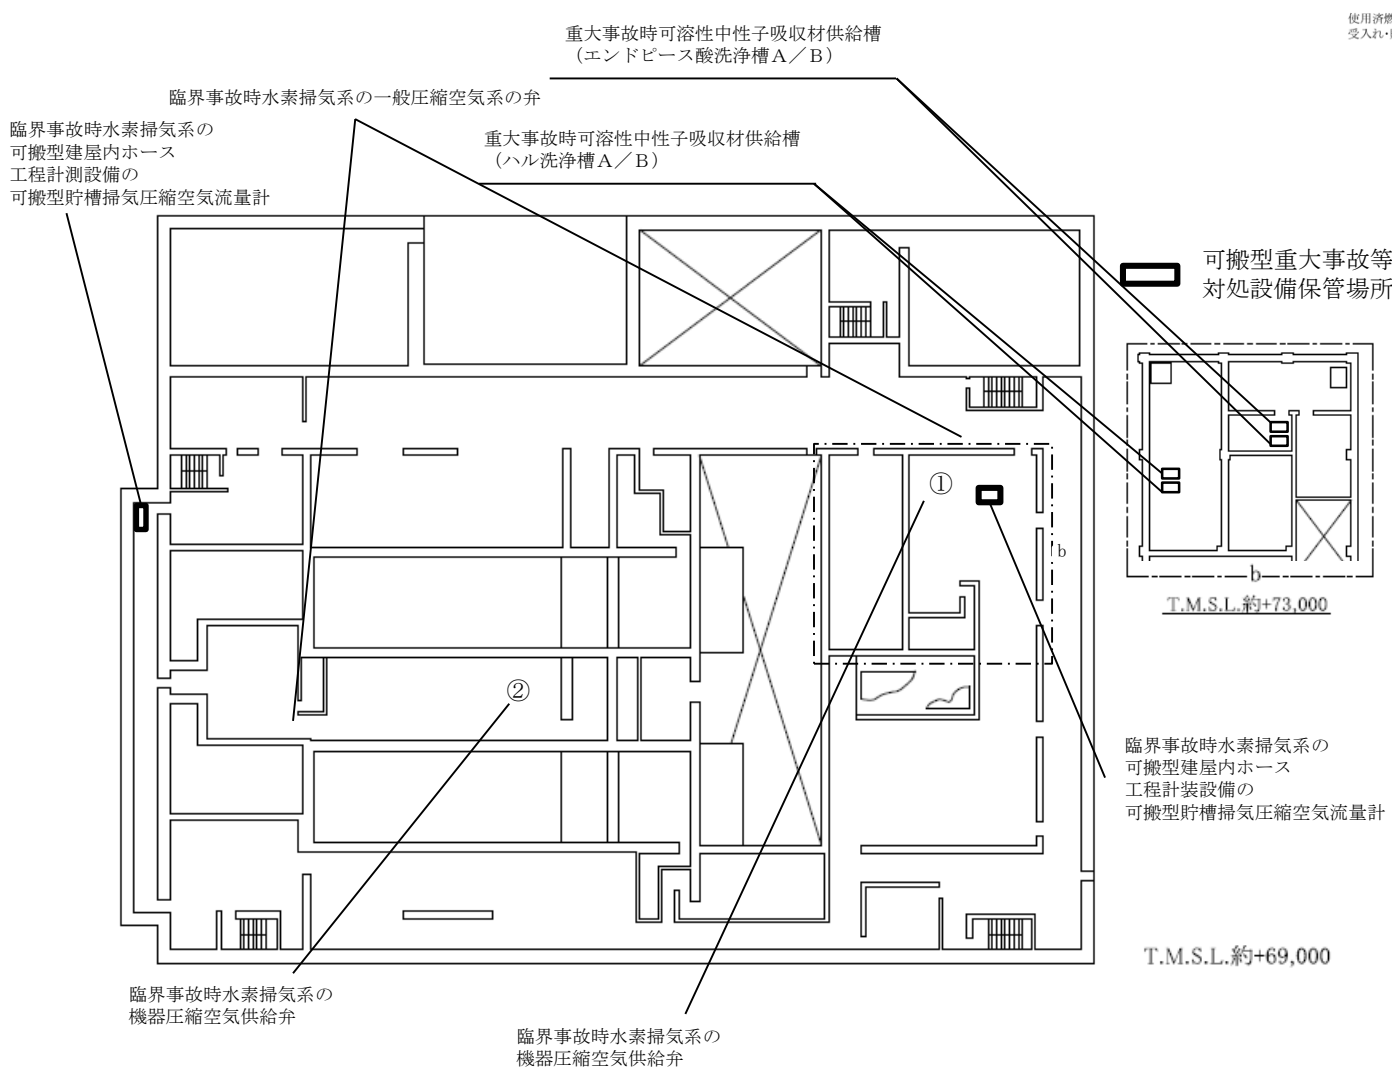 使用済燃
受入れ・
重大事故時可溶性中性子吸収材供給槽
（エンドピース酸洗浄槽Ａ／Ｂ）
臨界事故時水素掃気系の一般圧縮空気系の弁
臨界事故時水素掃気系の
可搬型建屋内ホース
工程計測設備の
可搬型貯槽掃気圧縮空気流量計
重大事故時可溶性中性子吸収材供給槽
（ハル洗浄槽Ａ／Ｂ）
可搬型重大事故等
対処設備保管場所
①
b
b
T.M.S.L.約+73,000
②
臨界事故時水素掃気系の
可搬型建屋内ホース
工程計装設備の
可搬型貯槽掃気圧縮空気流量計
T.M.S.L.約+69,000
臨界事故時水素掃気系の
機器圧縮空気供給弁
臨界事故時水素掃気系の
機器圧縮空気供給弁